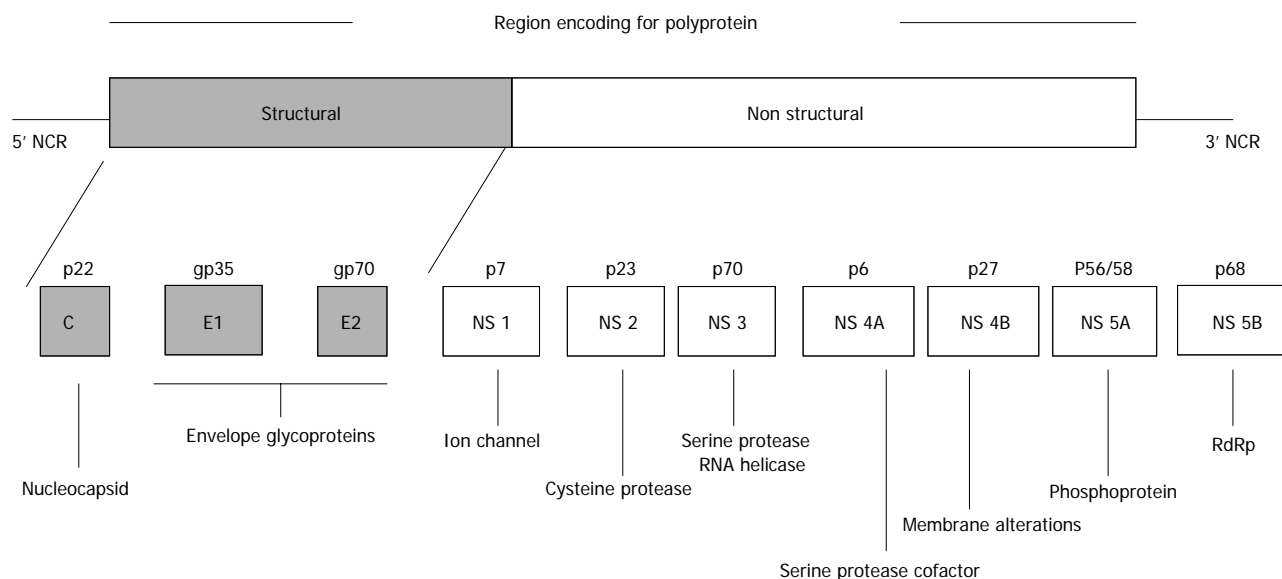 Region encoding for polyprotein
Structural
Non structural
5′ NCR
3′ NCR
p22
gp35
gp70
p7
p23
p70
p6
p27
P56/58
p68
C
E1
E2
NS 1
NS 2
NS 3
NS 4A
NS 4B
NS 5A
NS 5B
Envelope glycoproteins
Ion channel
Serine protease
RNA helicase
RdRp
Nucleocapsid
Cysteine protease
Phosphoprotein
Membrane alterations
Serine protease cofactor